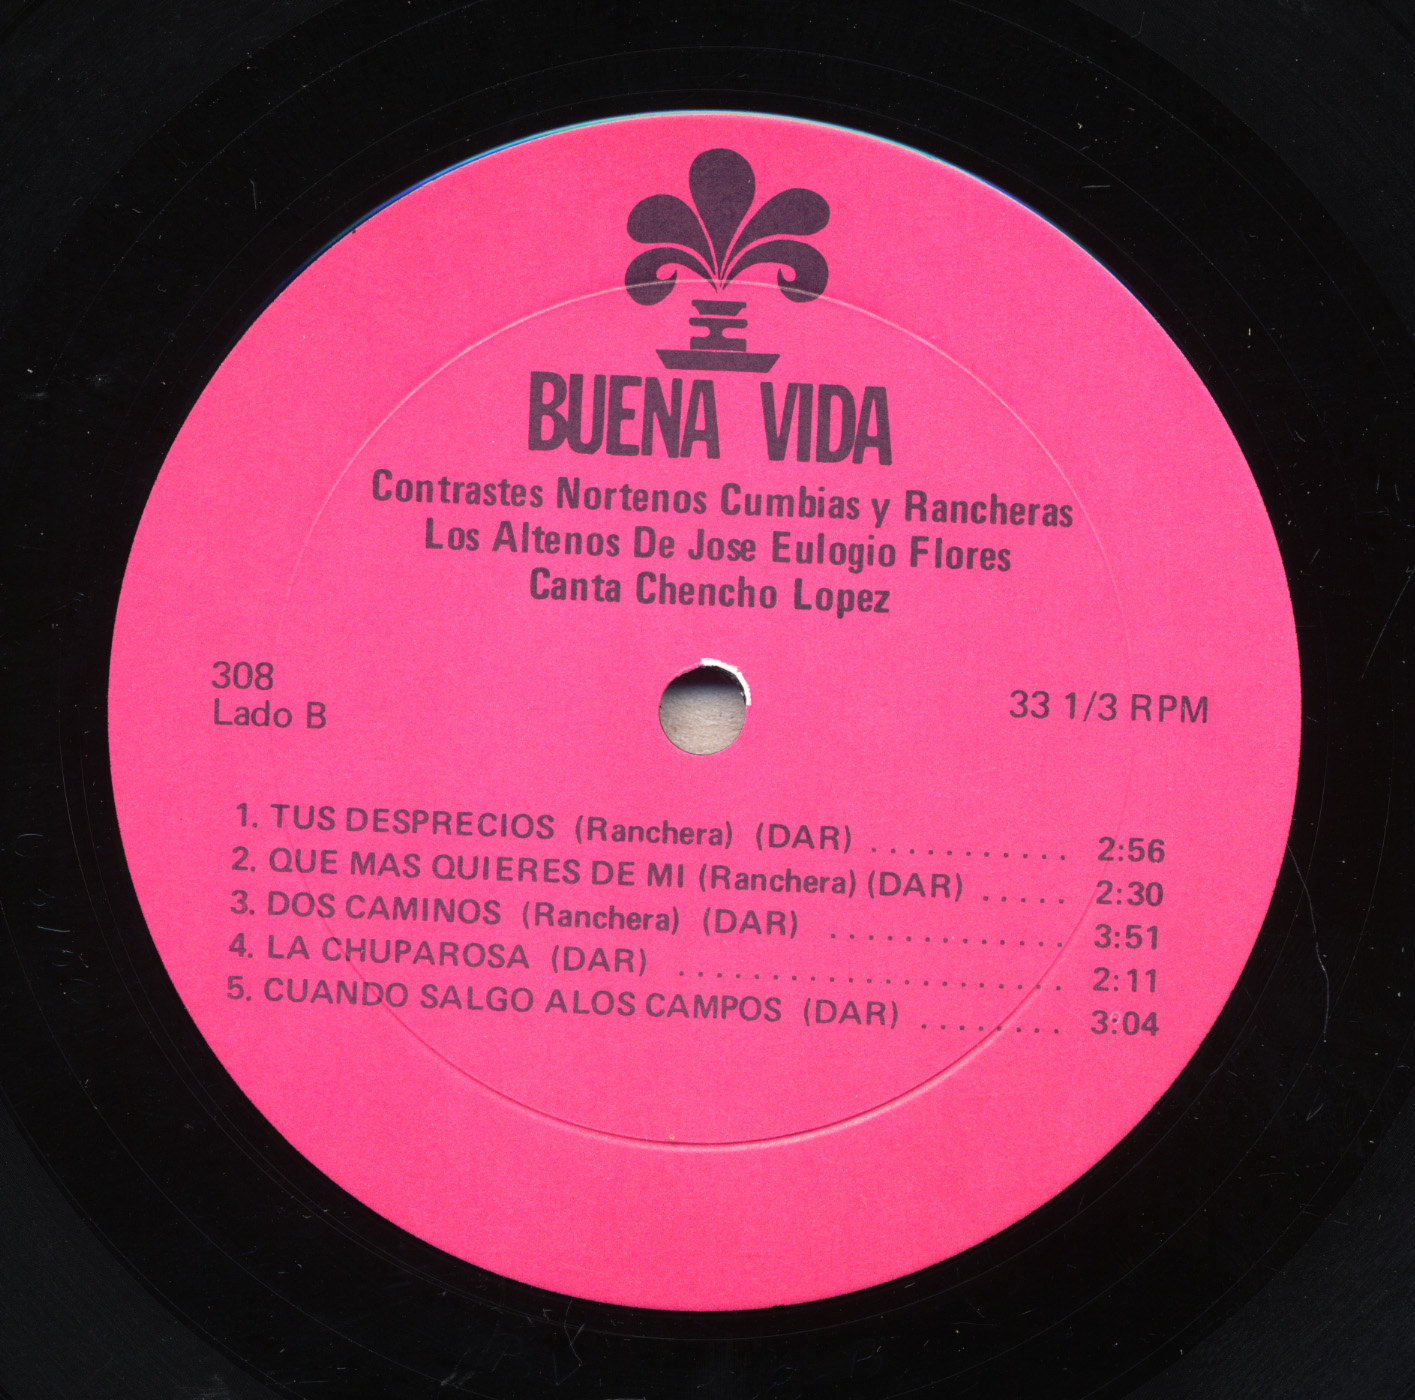 BUENA VIDA
Contrastes Nortenos Cumbias y Rancheras
Los Altenos De Jose Eulogio Flores
Canta Chencho Lopez
308
Lado B
33 1/3 RPM
1. TUS DESPRECIOS (Ranchera) (DAR) ........... 2:56
2. QUE MAS QUIERES DE MI (Ranchera) (DAR) ..... 2:30
3. DOS CAMINOS (Ranchera) (DAR) ............. 3:51
4. LA CHUPAROSA (DAR) ..................... 2:11
5. CUANDO SALGO ALOS CAMPOS (DAR) ........ 3:04